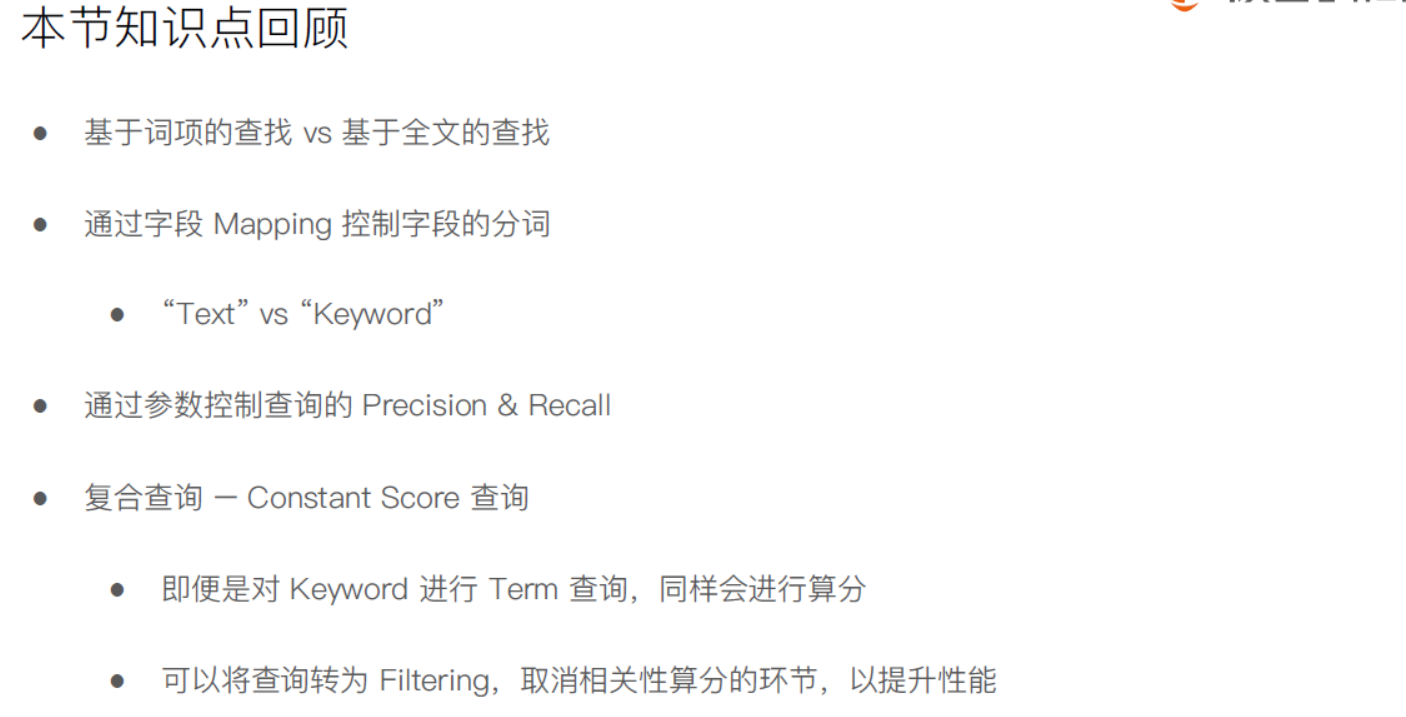 本节知识点回顾
● 基于词项的查找 vs 基于全文的查找
● 通过字段 Mapping 控制字段的分词
● “Text” vs “Keyword”
● 通过参数控制查询的 Precision & Recall
● 复合查询 – Constant Score 查询
● 即便是对 Keyword 进行 Term 查询，同样会进行算分
● 可以将查询转为 Filtering，取消相关性算分的环节，以提升性能